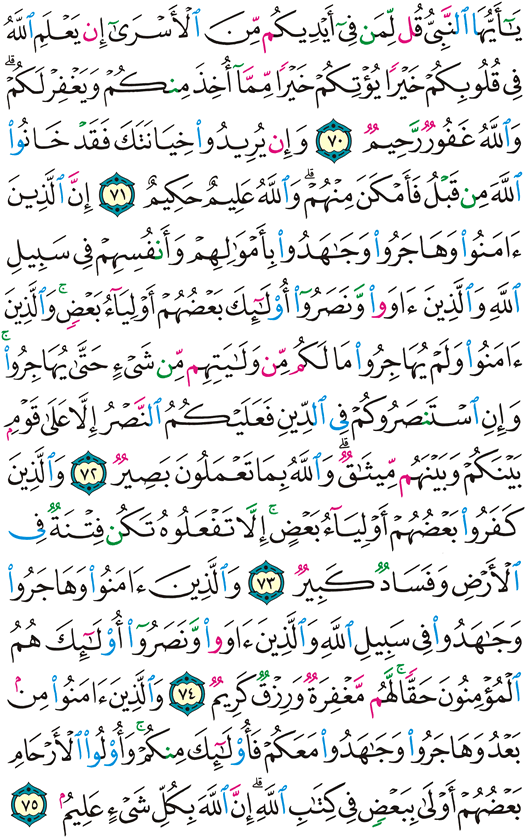 يَـٰٓأَيُّهَا ٱلنَّبِىُّ قُل لِّمَن فِىٓ أَيْدِيكُم مِّنَ ٱلْأَسْرَىٰٓ إِن يَعْلَمِ ٱللَّهُ
فِى قُلُوبِكُمْ خَيْرًا يُؤْتِكُمْ خَيْرًا مِّمَّآ أُخِذَ مِنكُمْ وَيَغْفِرْ لَكُمْ ۗ
وَٱللَّهُ غَفُورٌ رَّحِيمٌ ٧٠ وَإِن يُرِيدُوا۟ خِيَانَتَكَ فَقَدْ خَانُوا۟
ٱللَّهَ مِن قَبْلُ فَأَمْكَنَ مِنْهُمْ ۗ وَٱللَّهُ عَلِيمٌ حَكِيمٌ ٧١ إِنَّ ٱلَّذِينَ
ءَامَنُوا۟ وَهَاجَرُوا۟ وَجَـٰهَدُوا۟ بِأَمْوَٰلِهِمْ وَأَنفُسِهِمْ فِى سَبِيلِ
ٱللَّهِ وَٱلَّذِينَ ءَاوَوا۟ وَّنَصَرُوٓا۟ أُو۟لَـٰٓئِكَ بَعْضُهُمْ أَوْلِيَآءُ بَعْضٍ ۚ وَٱلَّذِينَ
ءَامَنُوا۟ وَلَمْ يُهَاجِرُوا۟ مَا لَكُم مِّن وَلَـٰيَتِهِم مِّن شَىْءٍ حَتَّىٰ يُهَاجِرُوا۟ ۚ
وَإِنِ ٱسْتَنصَرُوكُمْ فِى ٱلدِّينِ فَعَلَيْكُمُ ٱلنَّصْرُ إِلَّا عَلَىٰ قَوْمٍۭ
بَيْنَكُمْ وَبَيْنَهُم مِّيثَـٰقٌ ۗ وَٱللَّهُ بِمَا تَعْمَلُونَ بَصِيرٌ ٧٢ وَٱلَّذِينَ
كَفَرُوا۟ بَعْضُهُمْ أَوْلِيَآءُ بَعْضٍ ۚ إِلَّا تَفْعَلُوهُ تَكُن فِتْنَةٌ فِى
ٱلْأَرْضِ وَفَسَادٌ كَبِيرٌ ٧٣ وَٱلَّذِينَ ءَامَنُوا۟ وَهَاجَرُوا۟
وَجَـٰهَدُوا۟ فِى سَبِيلِ ٱللَّهِ وَٱلَّذِينَ ءَاوَوا۟ وَّنَصَرُوٓا۟ أُو۟لَـٰٓئِكَ هُمُ
ٱلْمُؤْمِنُونَ حَقًّا ۚ لَّهُم مَّغْفِرَةٌ وَرِزْقٌ كَرِيمٌ ٧٤ وَٱلَّذِينَ ءَامَنُوا۟ مِنۢ
بَعْدُ وَهَاجَرُوا۟ وَجَـٰهَدُوا۟ مَعَكُمْ فَأُو۟لَـٰٓئِكَ مِنكُمْ ۚ وَأُو۟لُوا۟ ٱلْأَرْحَامِ
بَعْضُهُمْ أَوْلَىٰ بِبَعْضٍ فِى كِتَـٰبِ ٱللَّهِ ۗ إِنَّ ٱللَّهَ بِكُلِّ شَىْءٍ عَلِيمٌۢ ٧٥